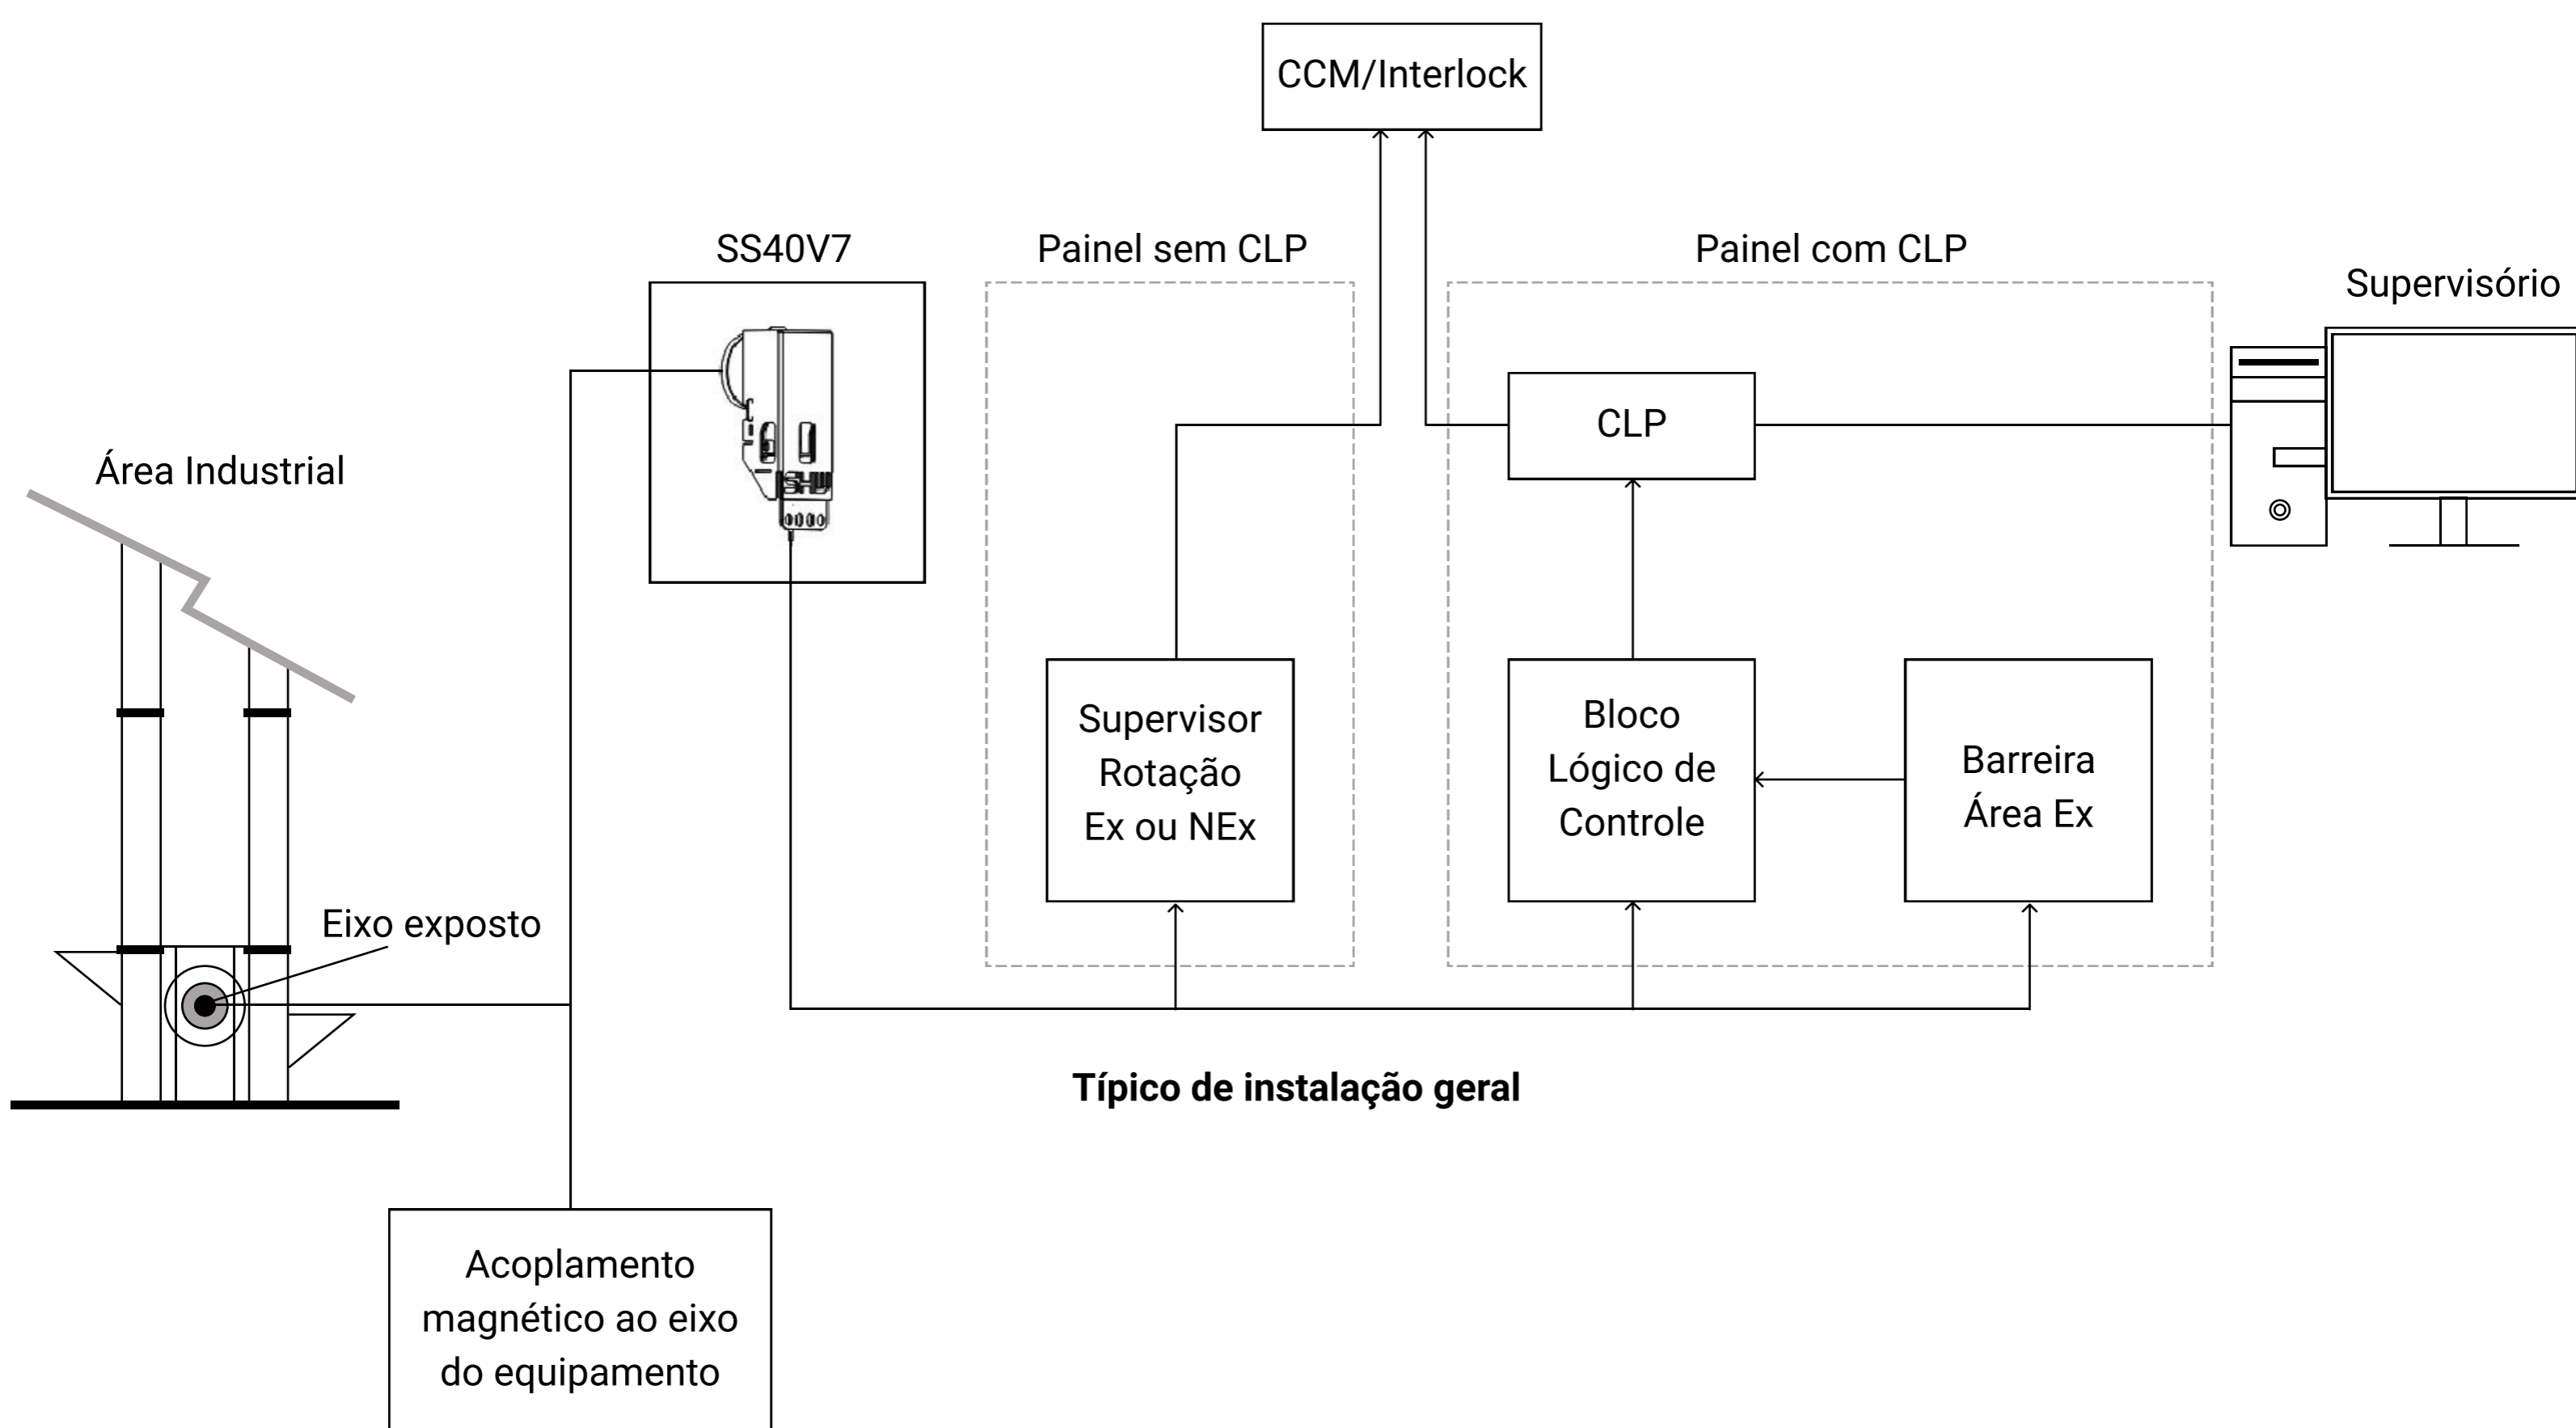 CCM/Interlock
SS40V7
Painel sem CLP
Painel com CLP
Supervisório
CLP
Área Industrial
Supervisor
Rotação
Ex ou NEx
Bloco
Lógico de
Controle
Barreira
Área Ex
Eixo exposto
Típico de instalação geral
Acoplamento
magnético ao eixo
do equipamento